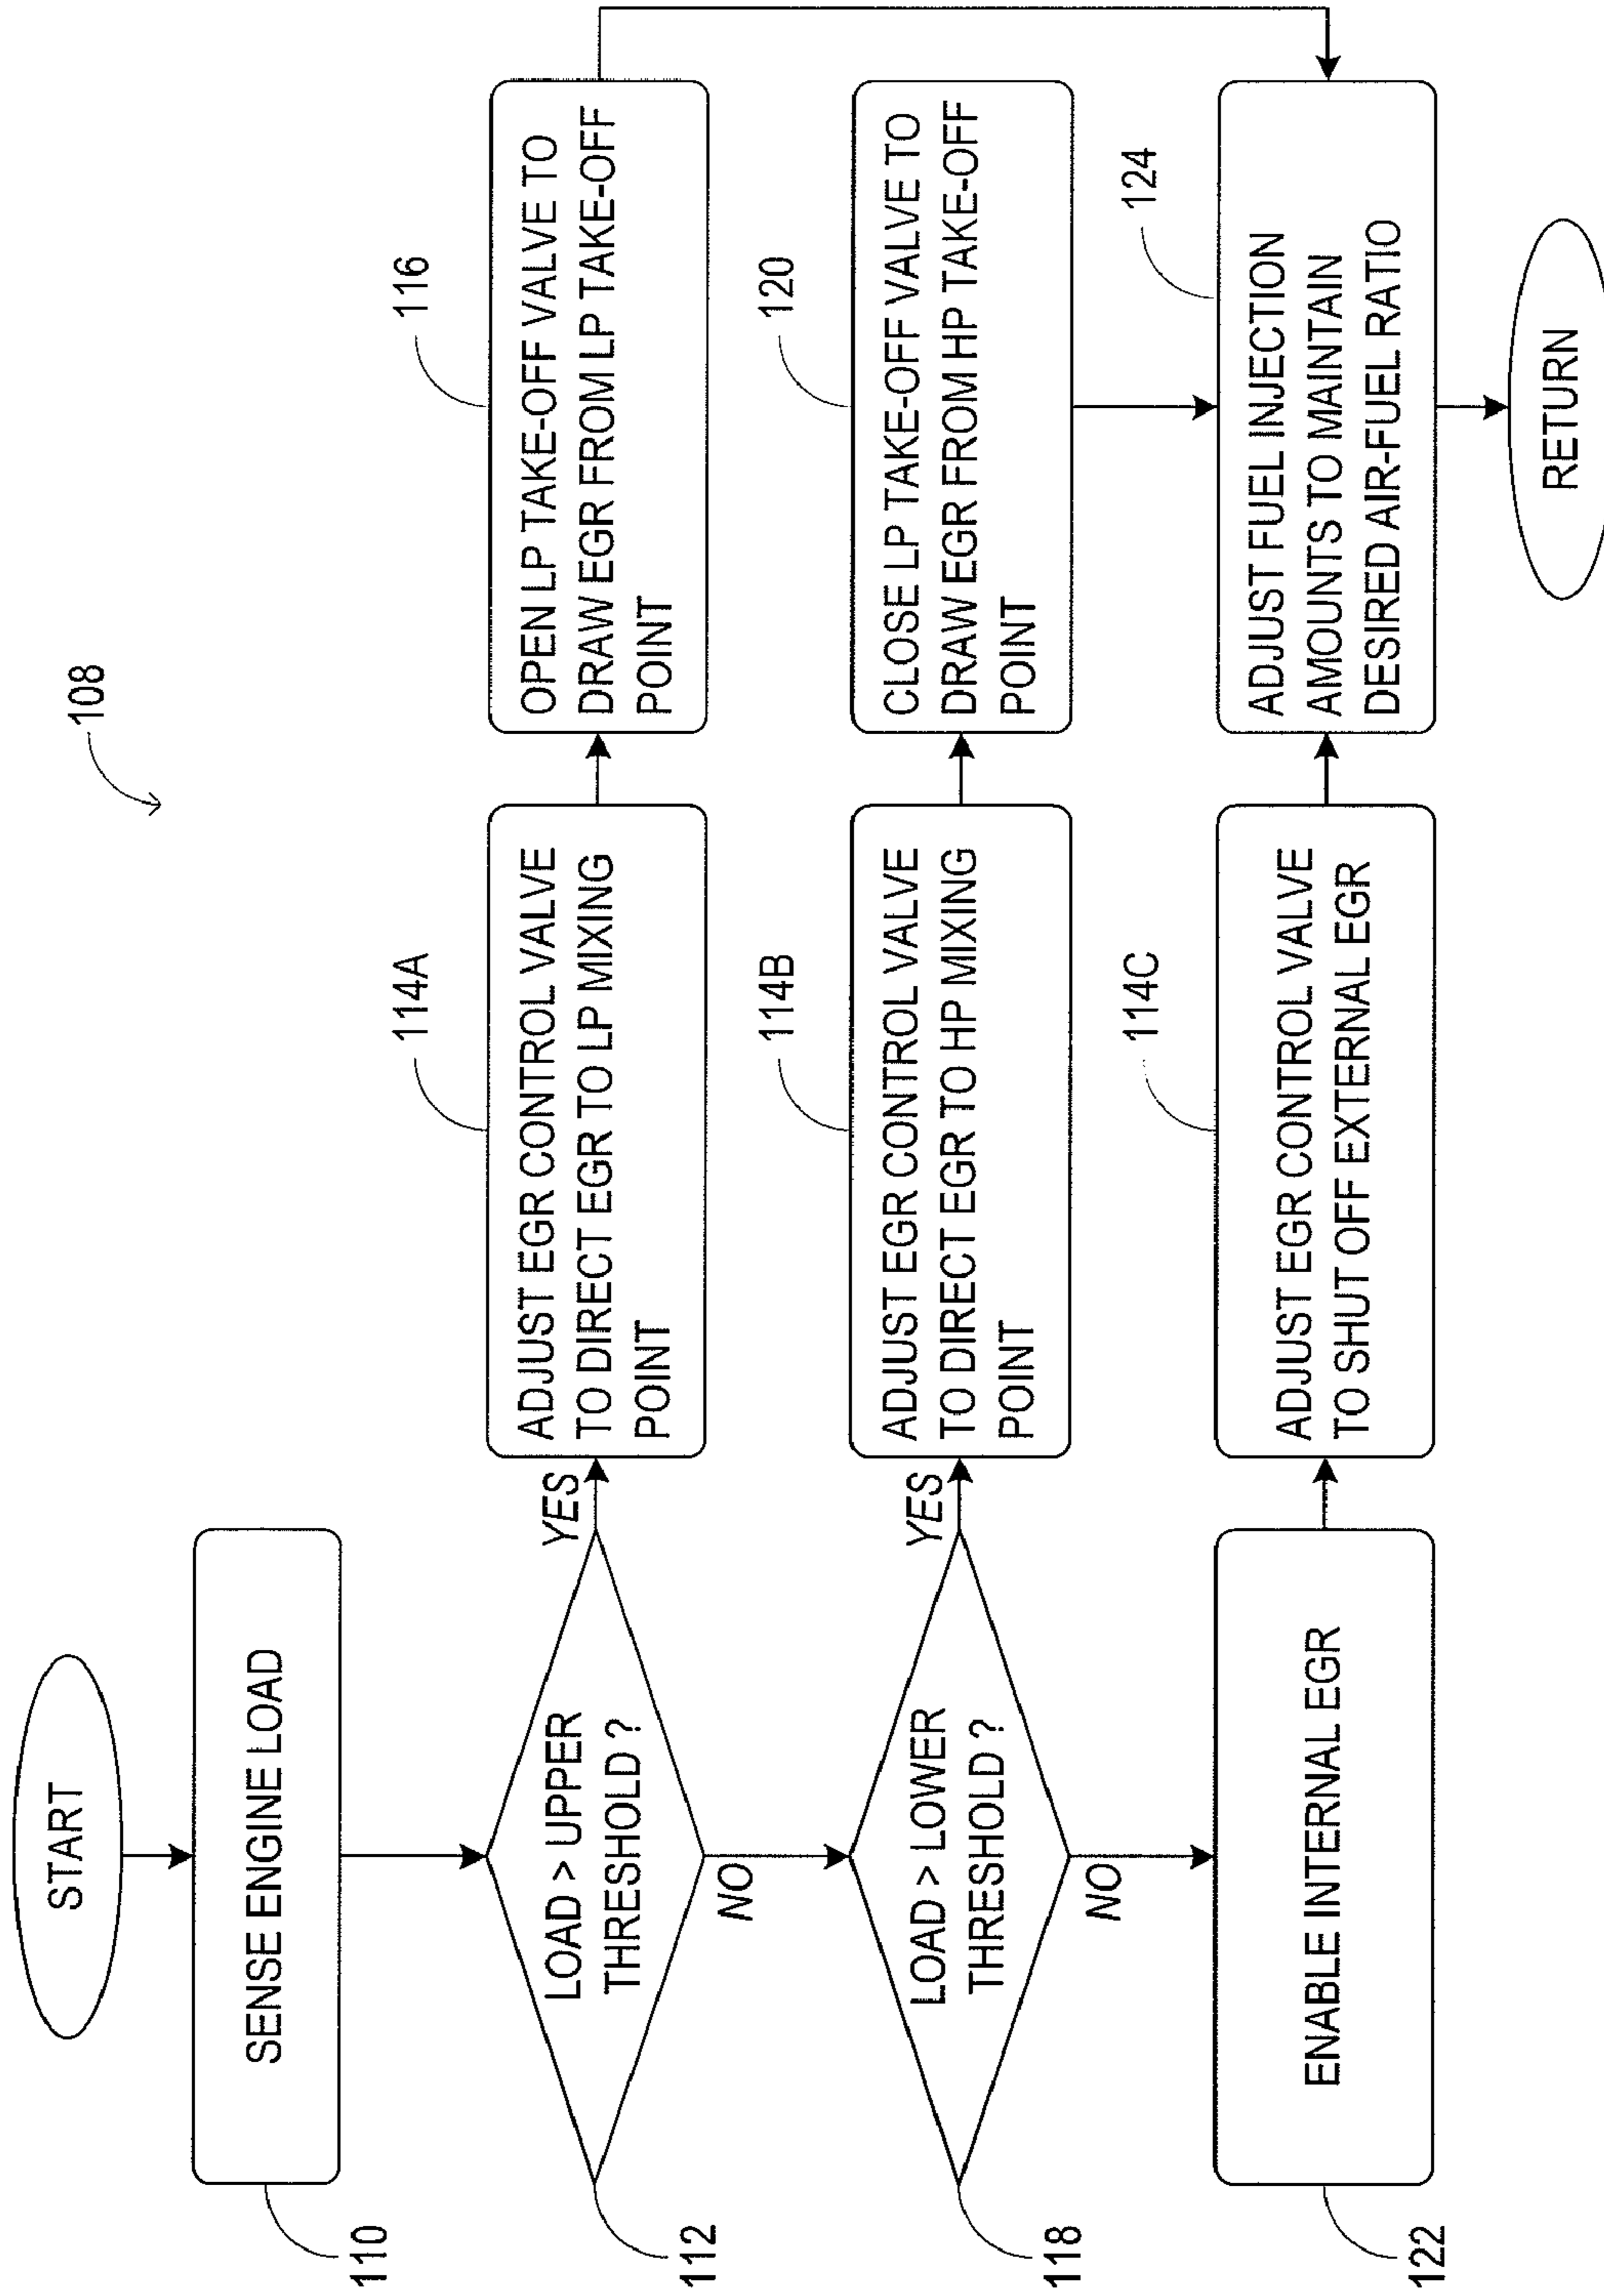 108
START
SENSE ENGINE LOAD
110
LOAD > UPPER
THRESHOLD ?
112
YES
NO
ADJUST EGR CONTROL VALVE
TO DIRECT EGR TO LP MIXING
POINT
114A
OPEN LP TAKE-OFF VALVE TO
DRAW EGR FROM LP TAKE-OFF
POINT
116
LOAD > LOWER
THRESHOLD ?
118
YES
NO
ADJUST EGR CONTROL VALVE
TO DIRECT EGR TO HP MIXING
POINT
114B
CLOSE LP TAKE-OFF VALVE TO
DRAW EGR FROM HP TAKE-OFF
POINT
120
ENABLE INTERNAL EGR
122
ADJUST EGR CONTROL VALVE
TO SHUT OFF EXTERNAL EGR
114C
ADJUST FUEL INJECTION
AMOUNTS TO MAINTAIN
DESIRED AIR-FUEL RATIO
124
RETURN